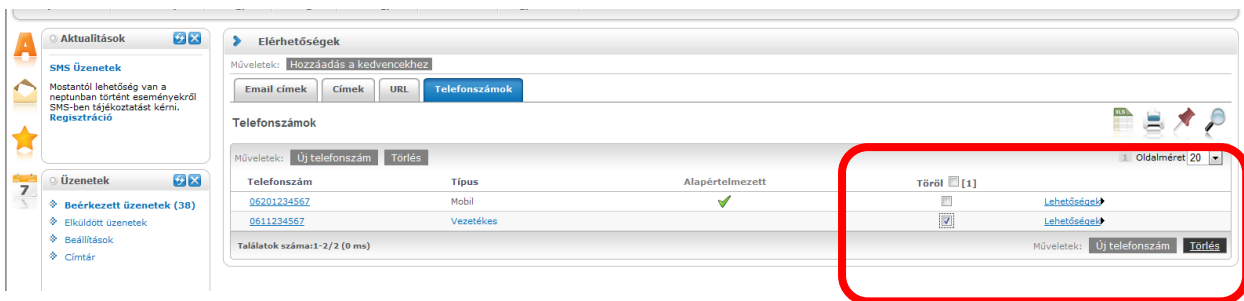 Aktualitások
SMS Üzenetek
Mostantól lehetőség van a
neptunban történt eseményekről
SMS-ben tájékoztatást kérni.
Regisztráció
7
Üzenetek
Beérkezett üzenetek (38)
Elküldött üzenetek
Beállítások
Címtár
Elérhetőségek
Műveletek: Hozzáadás a kedvencekhez
Email címek Címek URL Telefonszámok
Telefonszámok
XLS
Műveletek: Új telefonszám Törlés 1 Oldalméret 20
Telefonszám Típus Alapértelmezett Töröl [1]
06201234567 Mobil Lehetőségek
0611234567 Vezetékes Lehetőségek
Találatok száma:1-2/2 (0 ms) Műveletek: Új telefonszám Törlés